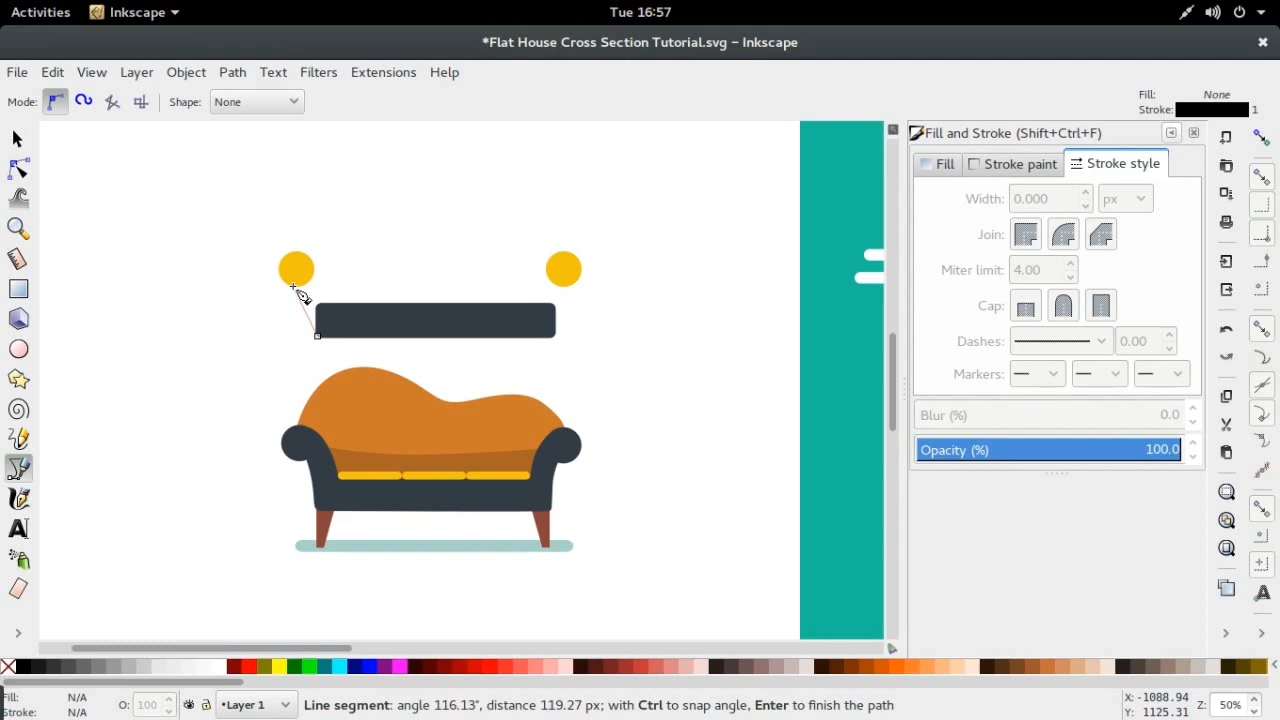 Activities Inkscape Tue 16:57
*Flat House Cross Section Tutorial.svg – Inkscape
File Edit View Layer Object Path Text Filters Extensions Help
Mode: Shape: None Fill: None
Stroke: 1
Fill and Stroke (Shift+Ctrl+F)
Fill Stroke paint Stroke style
Width: 0.000 px
Join:
Miter limit: 4.00
Cap:
Dashes: 0.00
Markers:
Blur (%) 0.0
Opacity (%) 100.0
Fill: N/A O: 100 •Layer 1 Line segment: angle 116.13°, distance 119.27 px; with Ctrl to snap angle, Enter to finish the path X: -1088.94 Z: 50%
Stroke: N/A Y: 1125.31